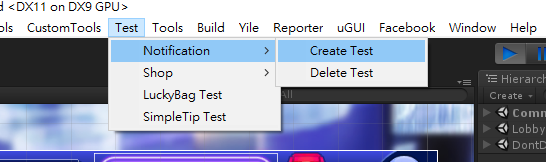 d <DX11 on DX9 GPU>
ols CustomTools Test Tools Build Yile Reporter uGUI Facebook Window Help
Notification Create Test
Shop Delete Test
LuckyBag Test
SimpleTip Test
All
Hierarch
Create
Comm
Lobby
DontD